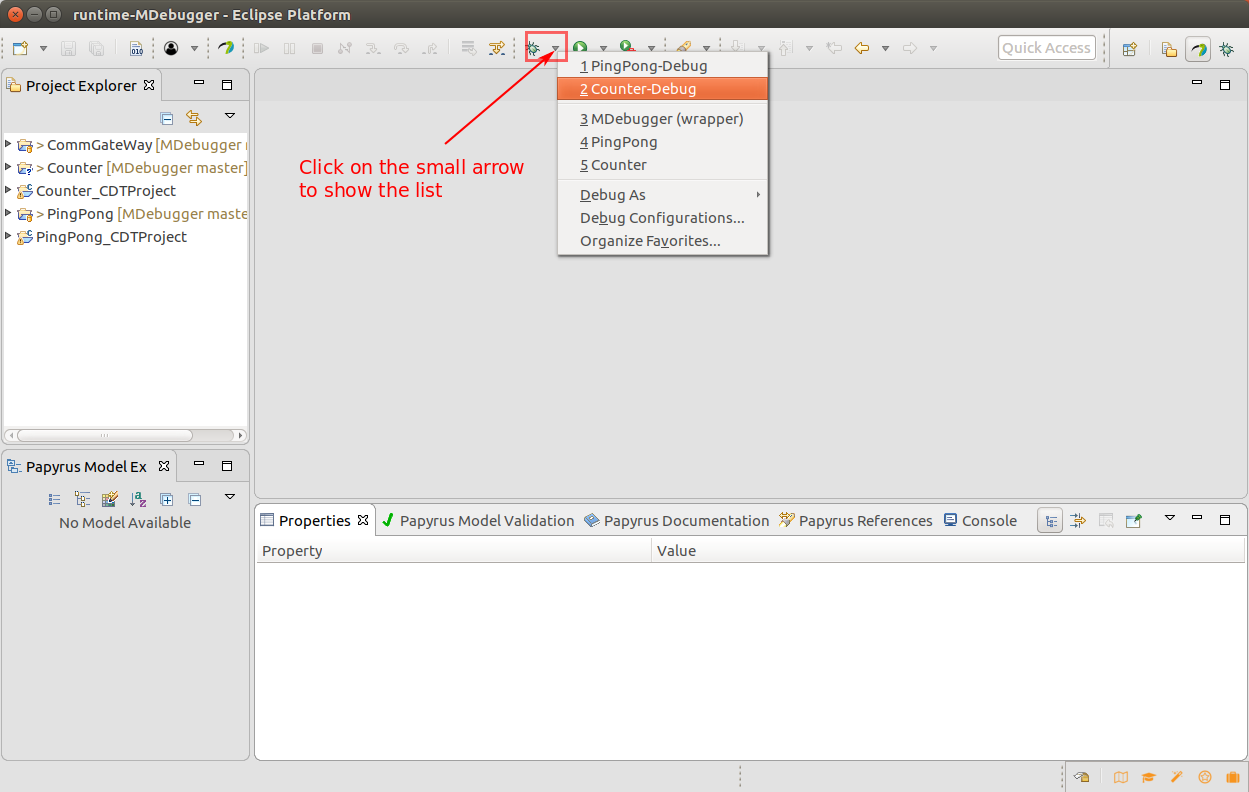 runtime-MDebugger - Eclipse Platform
Quick Access
Project Explorer
> CommGateWay [MDebugger
> Counter [MDebugger master]
Counter_CDTProject
> PingPong [MDebugger maste
PingPong_CDTProject
1 PingPong-Debug
2 Counter-Debug
3 MDebugger (wrapper)
4 PingPong
5 Counter
Debug As
Debug Configurations...
Organize Favorites...
Click on the small arrow
to show the list
Papyrus Model Ex
No Model Available
Properties Papyrus Model Validation Papyrus Documentation Papyrus References Console
Property Value